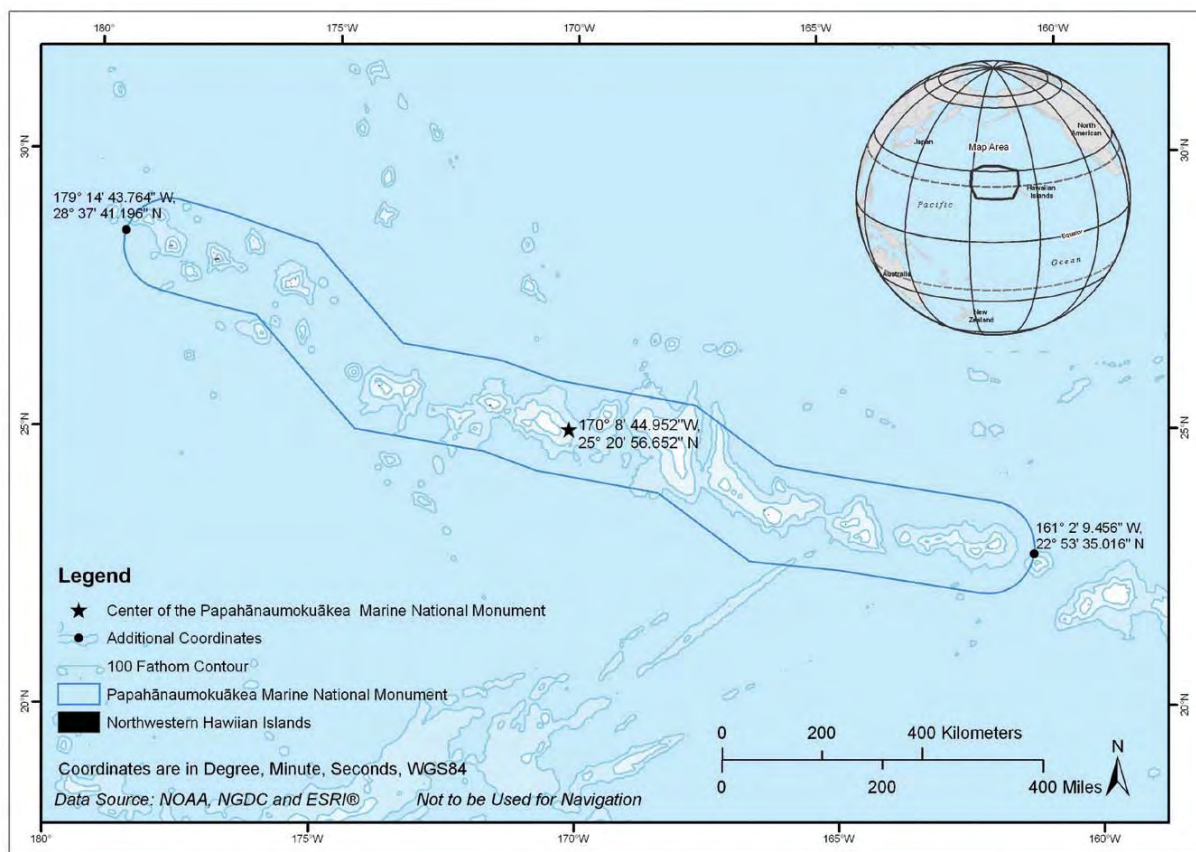 180°
175°W
170°W
165°W
160°W
30°N
25°N
20°N
30°N
25°N
20°N
179° 14' 43.764" W,
28° 37' 41.196" N
170° 8' 44.952"W,
25° 20' 56.652" N
161° 2' 9.456" W,
22° 53' 35.016" N
Japan
North
American
Map Area
Hawaiian
Islands
Pacific
Equator
Ocean
Australia
New
Zealand
Legend
Center of the Papahānaumokuākea Marine National Monument
Additional Coordinates
100 Fathom Contour
Papahānaumokuākea Marine National Monument
Northwestern Hawiian Islands
Coordinates are in Degree, Minute, Seconds, WGS84
Data Source: NOAA, NGDC and ESRI® Not to be Used for Navigation
0 200 400 Kilometers
0 200 400 Miles
N
180°
175°W
170°W
165°W
160°W